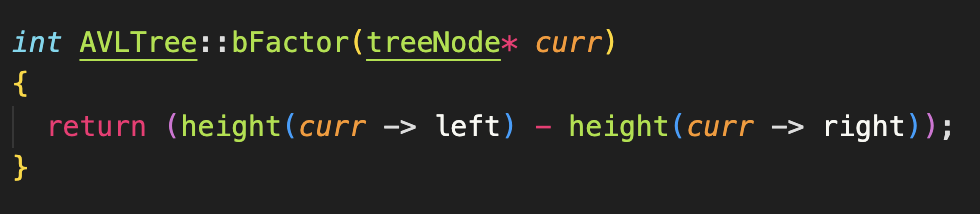 int AVLTree::bFactor(treeNode* curr)
{
return (height(curr -> left) - height(curr -> right));
}